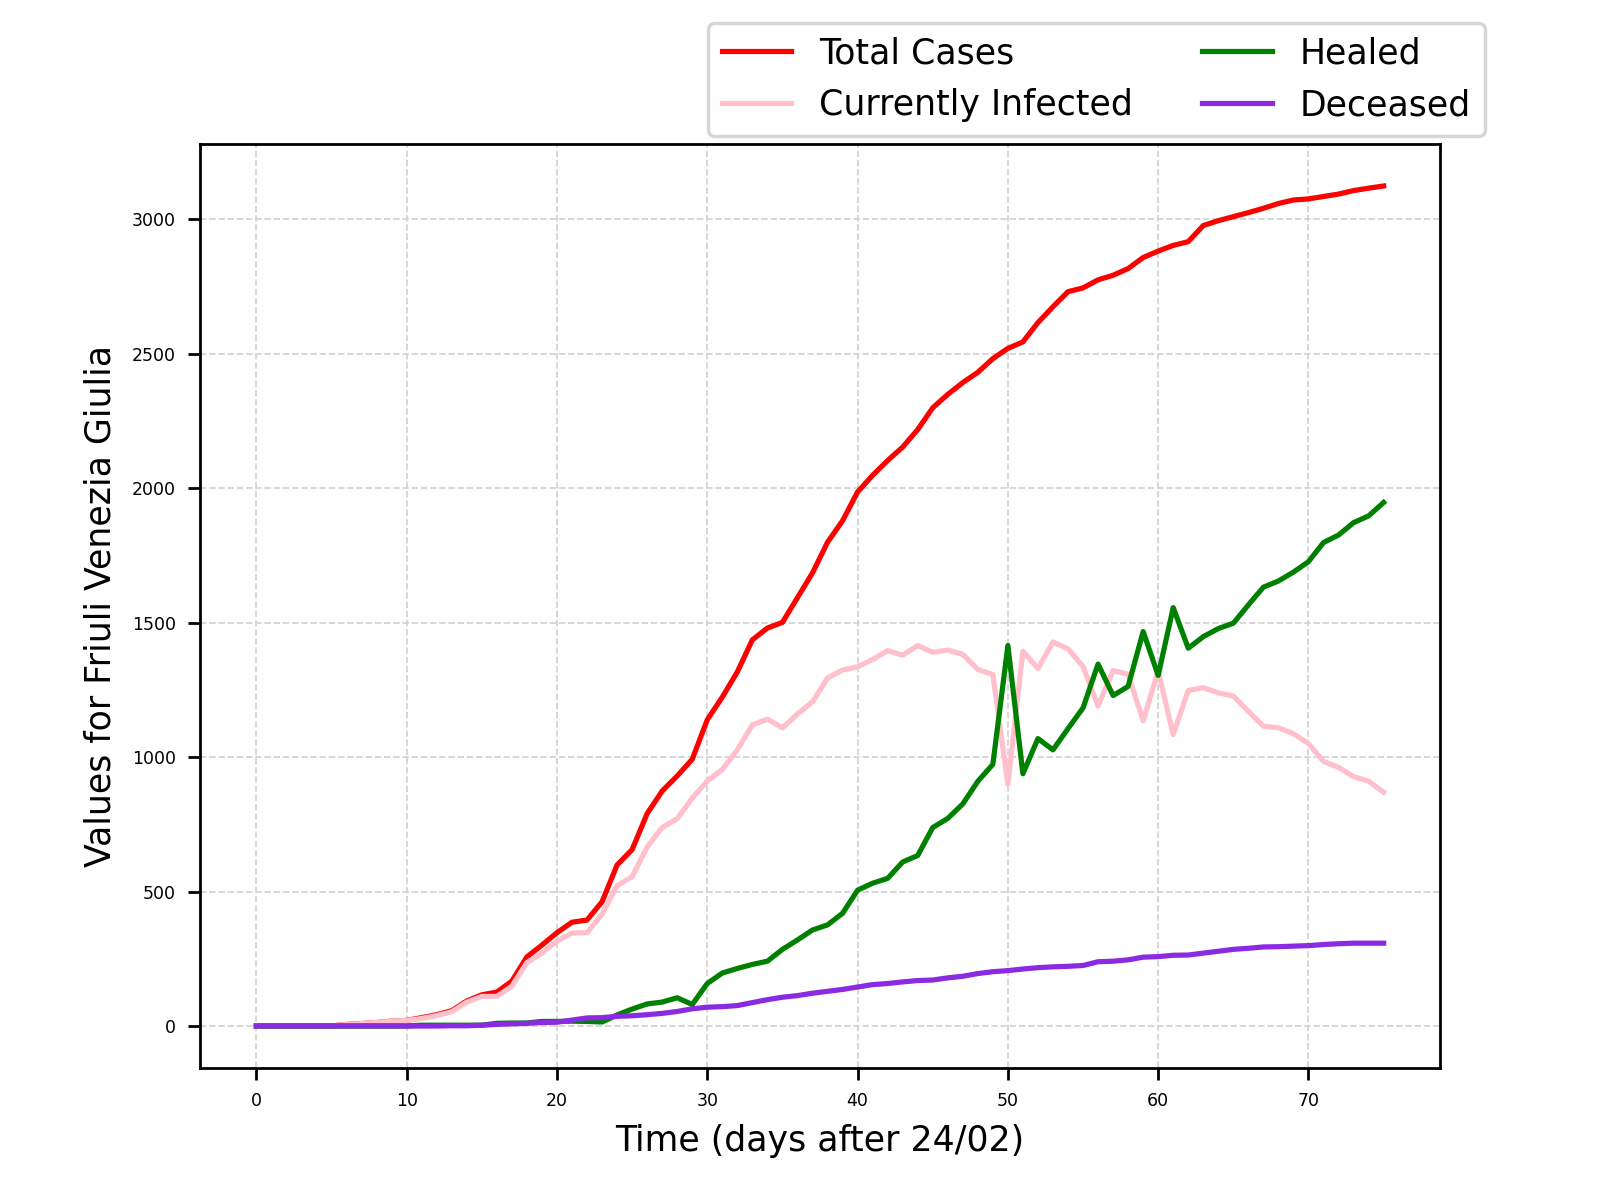 Total Cases
Currently Infected
Healed
Deceased
Values for Friuli Venezia Giulia
3000
2500
2000
1500
1000
500
0
0 10 20 30 40 50 60 70
Time (days after 24/02)